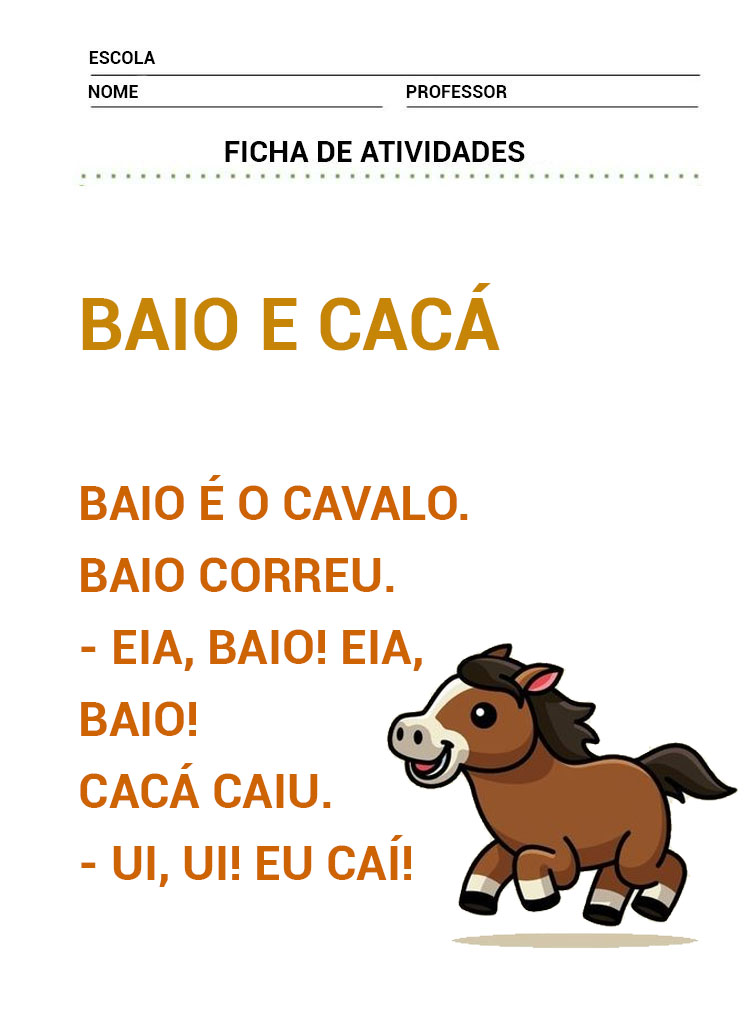 ESCOLA
NOME PROFESSOR
FICHA DE ATIVIDADES
BAIO E CACÁ
BAIO É O CAVALO.
BAIO CORREU.
- EIA, BAIO! EIA,
BAIO!
CACÁ CAIU.
- UI, UI! EU CAÍ!